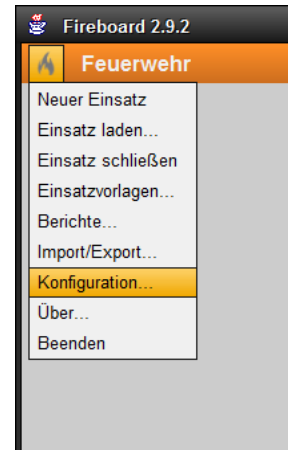 Fireboard 2.9.2
Feuerwehr
Neuer Einsatz
Einsatz laden...
Einsatz schließen
Einsatzvorlagen...
Berichte...
Import/Export...
Konfiguration...
Über...
Beenden